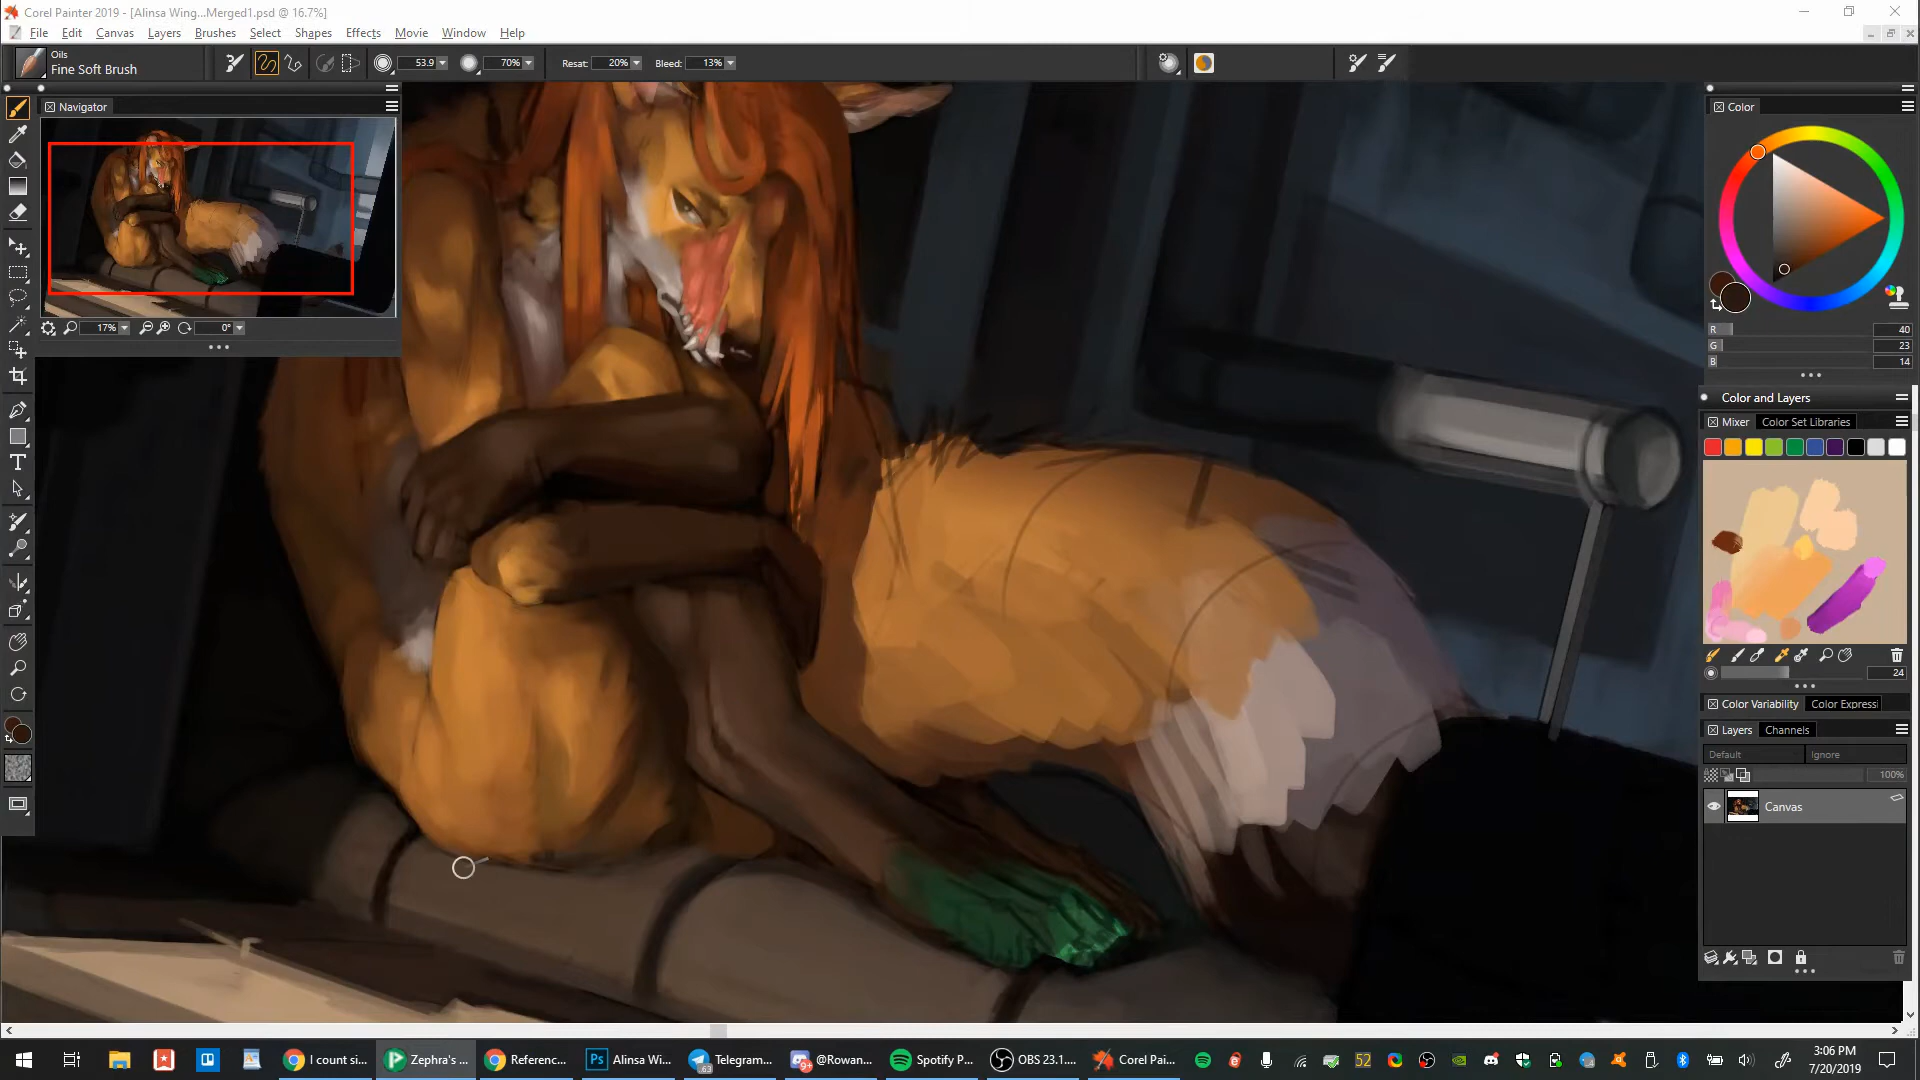 Corel Painter 2019 - [Alinsa Wing...Merged1.psd @ 16.7%]
File Edit Canvas Layers Brushes Select Shapes Effects Movie Window Help
Oils
Fine Soft Brush
53.9
70%
Resat: 20%
Bleed: 13%
Navigator
17%
0°
Color
R 40
G 23
B 14
Color and Layers
Mixer Color Set Libraries
24
Color Variability Color Expressi
Layers Channels
Default Ignore
100%
Canvas
T
I count si...
Zephra's ...
Referenc...
Ps Alinsa Wi...
.63 Telegram...
9+ @Rowan...
Spotify P...
OBS 23.1....
Corel Pai...
52
3:06 PM
7/20/2019